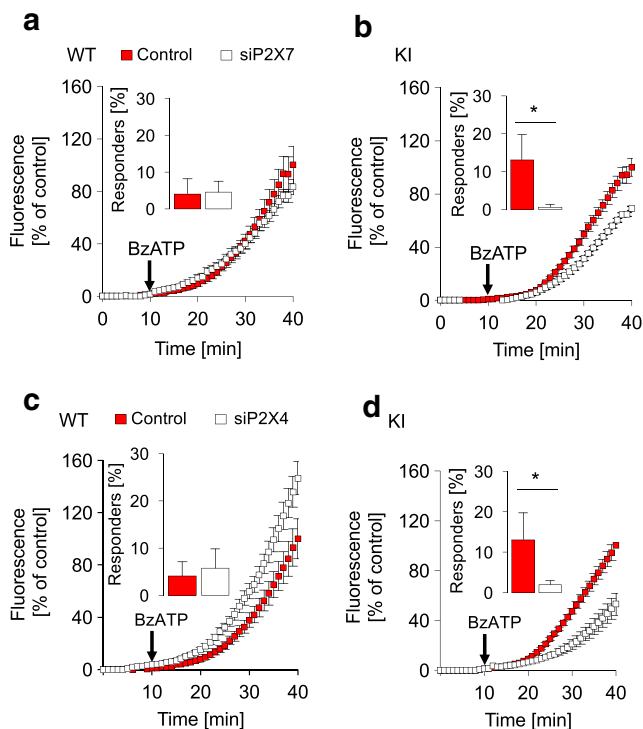 a
WT Control siP2X7
Fluorescence
[% of control]
160
120
80
40
0
Responders [%]
30
20
10
0
BzATP
0 10 20 30 40
Time [min]
b
KI
Fluorescence
[% of control]
160
120
80
40
0
Responders [%]
30
20
10
0
*
BzATP
0 10 20 30 40
Time [min]
c
WT Control siP2X4
Fluorescence
[% of control]
160
120
80
40
0
Responders [%]
30
20
10
0
BzATP
10 20 30 40
Time [min]
d
KI
Fluorescence
[% of control]
160
120
80
40
0
Responders [%]
30
20
10
0
*
BzATP
0 10 20 30 40
Time [min]